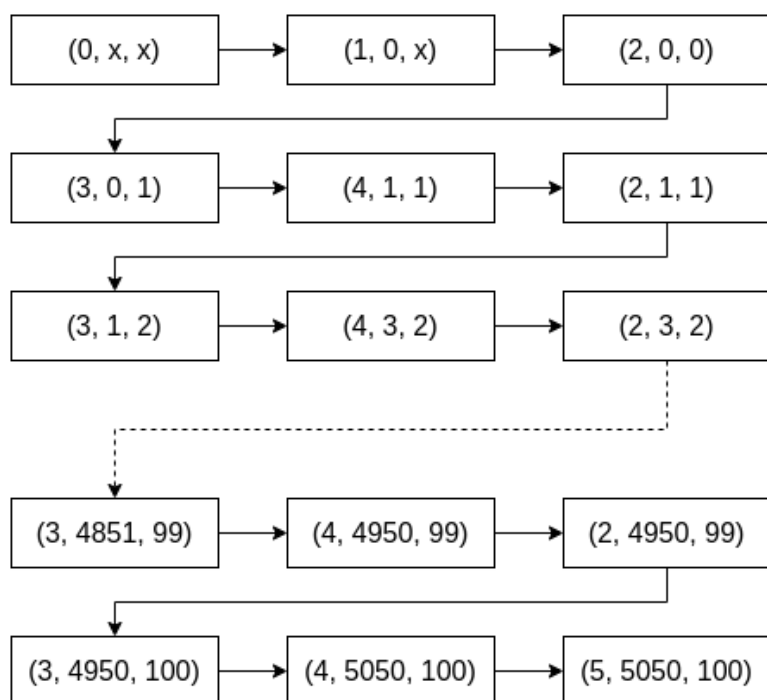 (0, x, x) (1, 0, x) (2, 0, 0)
(3, 0, 1) (4, 1, 1) (2, 1, 1)
(3, 1, 2) (4, 3, 2) (2, 3, 2)
(3, 4851, 99) (4, 4950, 99) (2, 4950, 99)
(3, 4950, 100) (4, 5050, 100) (5, 5050, 100)